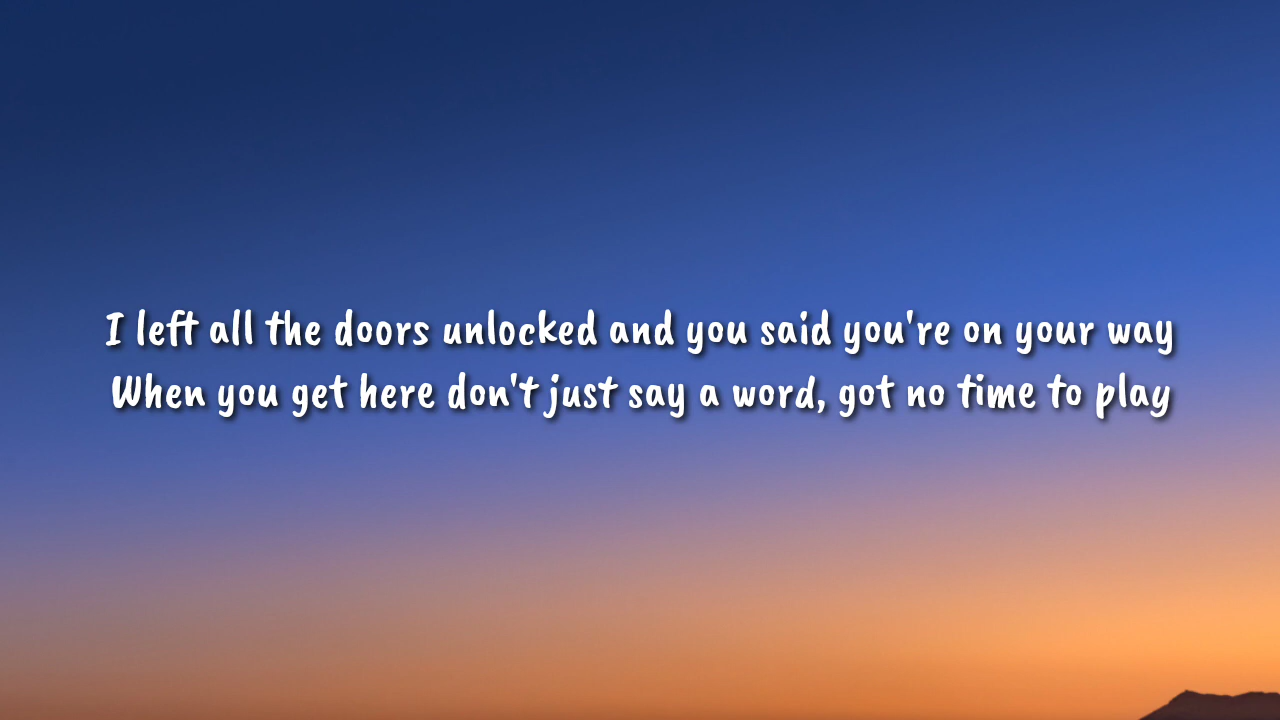 I left all the doors unlocked and you said you're on your way
When you get here don't just say a word, got no time to play